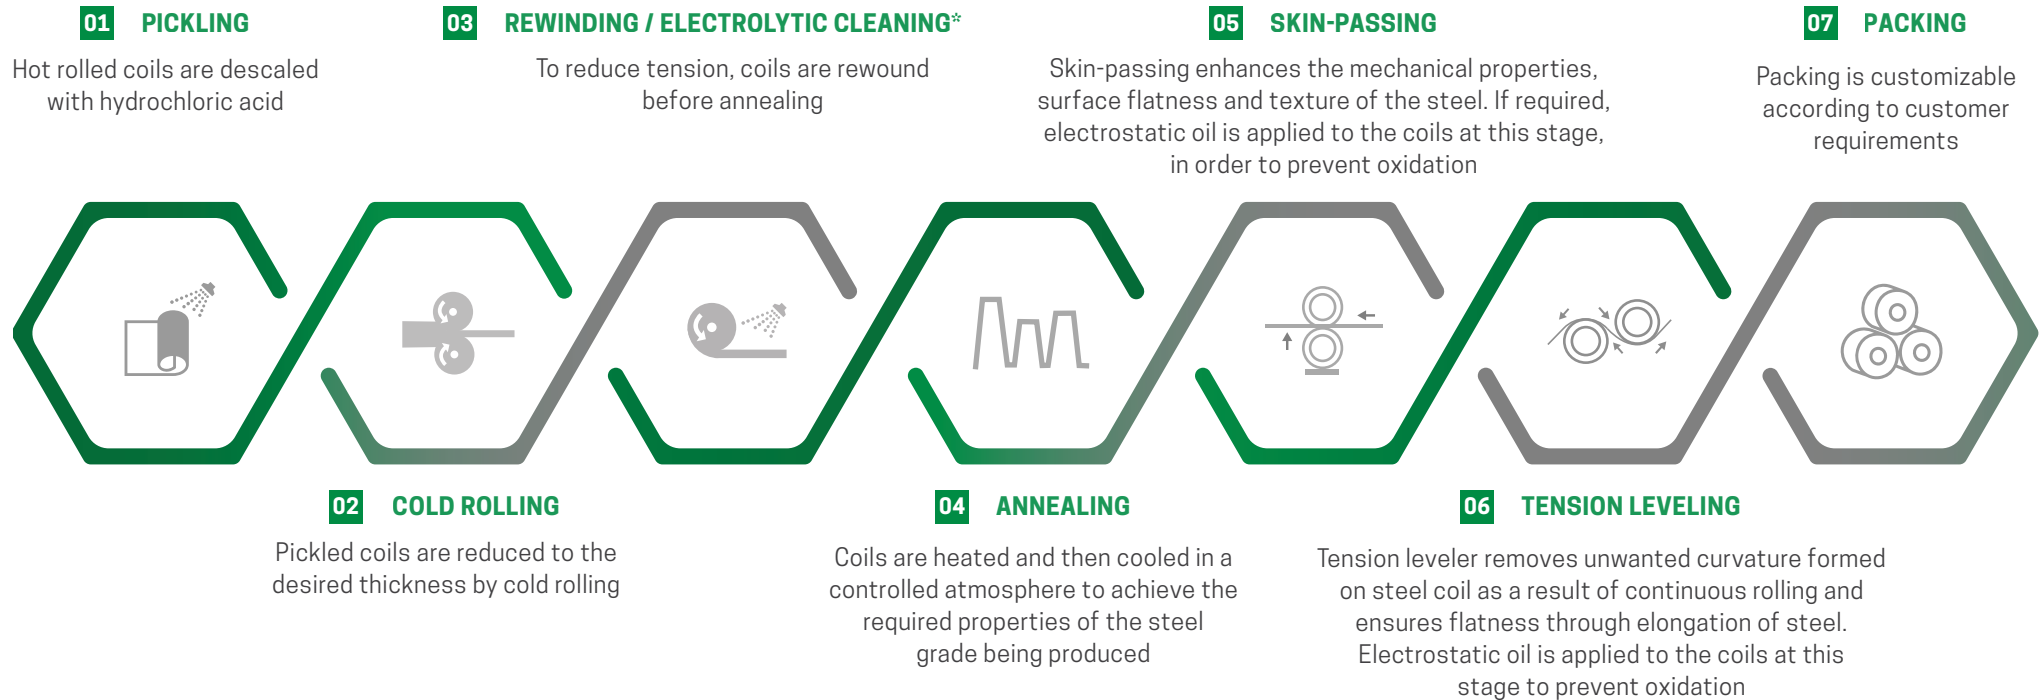 01 PICKLING
Hot rolled coils are descaled
with hydrochloric acid
02 COLD ROLLING
Pickled coils are reduced to the
desired thickness by cold rolling
03 REWINDING / ELECTROLYTIC CLEANING*
To reduce tension, coils are rewound
before annealing
04 ANNEALING
Coils are heated and then cooled in a
controlled atmosphere to achieve the
required properties of the steel
grade being produced
05 SKIN-PASSING
Skin-passing enhances the mechanical properties,
surface flatness and texture of the steel. If required,
electrostatic oil is applied to the coils at this stage,
in order to prevent oxidation
06 TENSION LEVELING
Tension leveler removes unwanted curvature formed
on steel coil as a result of continuous rolling and
ensures flatness through elongation of steel.
Electrostatic oil is applied to the coils at this
stage to prevent oxidation
07 PACKING
Packing is customizable
according to customer
requirements